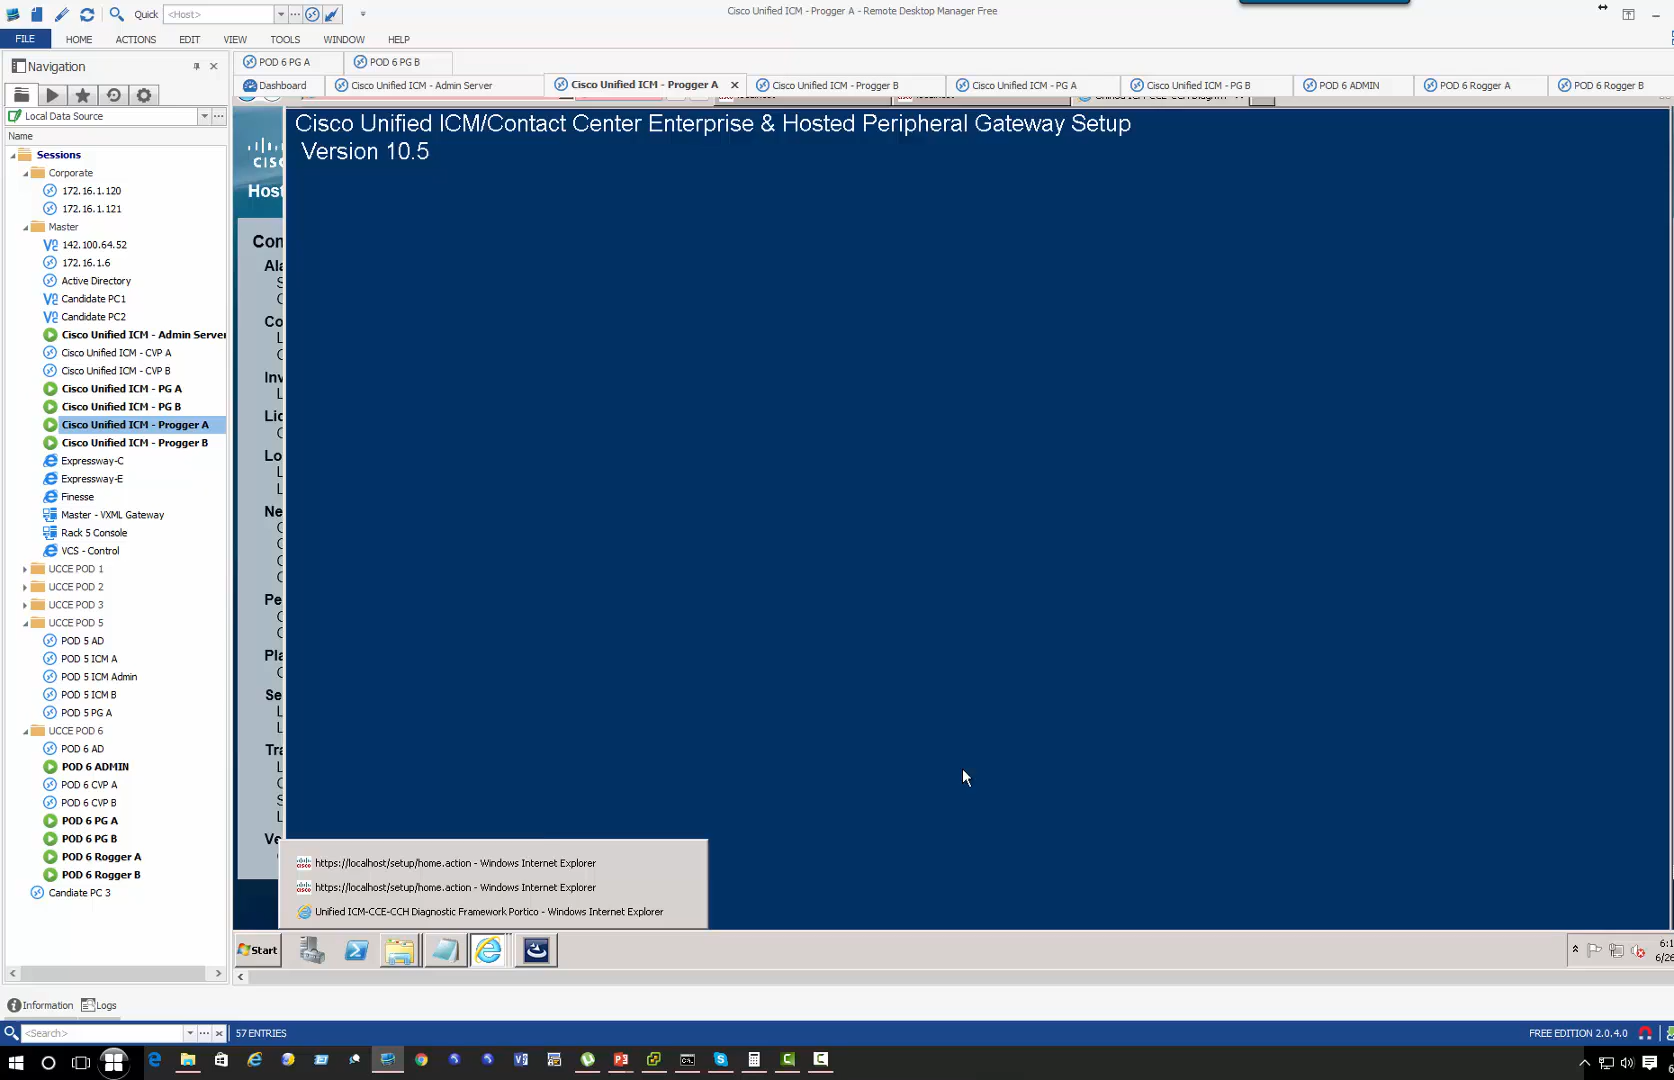 Quick
<Host>
Cisco Unified ICM - Progger A - Remote Desktop Manager Free
FILE HOME ACTIONS EDIT VIEW TOOLS WINDOW HELP
Navigation
POD 6 PG A
POD 6 PG B
Dashboard
Cisco Unified ICM - Admin Server
Cisco Unified ICM - Progger A
Cisco Unified ICM - Progger B
Cisco Unified ICM - PG A
Cisco Unified ICM - PG B
POD 6 ADMIN
POD 6 Rogger A
POD 6 Rogger B
Local Data Source
Name
Sessions
Corporate
172.16.1.120
172.16.1.121
Master
142.100.64.52
172.16.1.6
Active Directory
Candidate PC1
Candidate PC2
Cisco Unified ICM - Admin Server
Cisco Unified ICM - CVP A
Cisco Unified ICM - CVP B
Cisco Unified ICM - PG A
Cisco Unified ICM - PG B
Cisco Unified ICM - Progger A
Cisco Unified ICM - Progger B
Expressway-C
Expressway-E
Finesse
Master - VXML Gateway
Rack 5 Console
VCS - Control
UCCE POD 1
UCCE POD 2
UCCE POD 3
UCCE POD 5
POD 5 AD
POD 5 ICM A
POD 5 ICM Admin
POD 5 ICM B
POD 5 PG A
UCCE POD 6
POD 6 AD
POD 6 ADMIN
POD 6 CVP A
POD 6 CVP B
POD 6 PG A
POD 6 PG B
POD 6 Rogger A
POD 6 Rogger B
Candiate PC 3
Cisco Unified ICM/Contact Center Enterprise & Hosted Peripheral Gateway Setup
Version 10.5
https://localhost/setup/home.action - Windows Internet Explorer
https://localhost/setup/home.action - Windows Internet Explorer
Unified ICM-CCE-CCH Diagnostic Framework Portico - Windows Internet Explorer
Start
Information
Logs
<Search>
57 ENTRIES
FREE EDITION 2.0.4.0